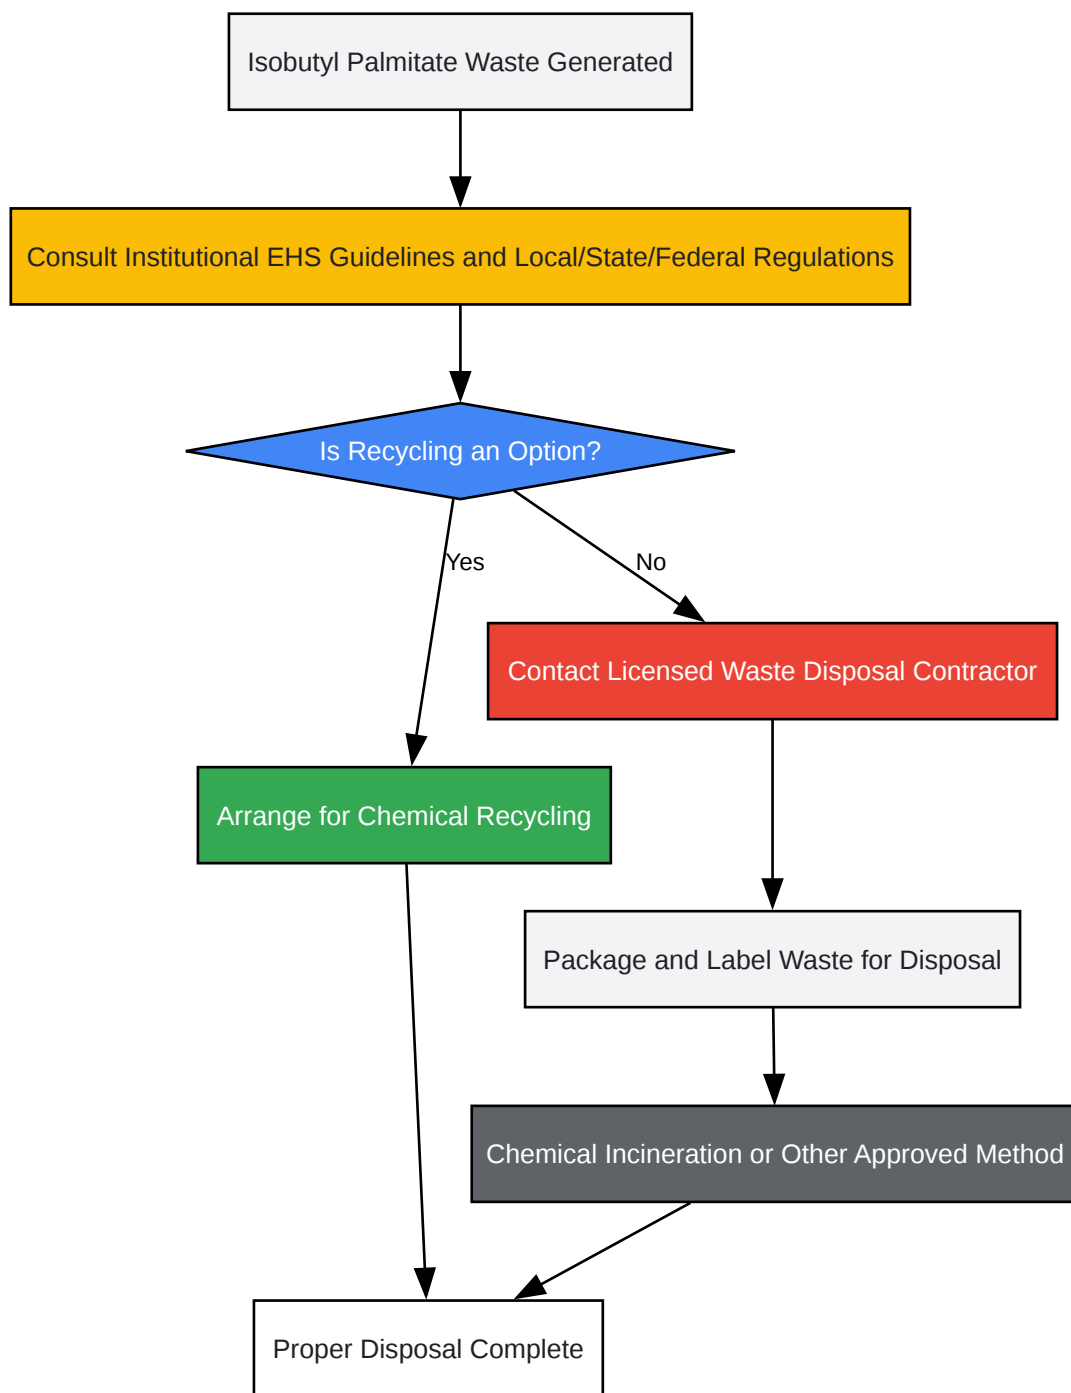 Isobutyl Palmitate Waste Generated
Consult Institutional EHS Guidelines and Local/State/Federal Regulations
Is Recycling an Option?
Yes
No
Contact Licensed Waste Disposal Contractor
Arrange for Chemical Recycling
Package and Label Waste for Disposal
Chemical Incineration or Other Approved Method
Proper Disposal Complete